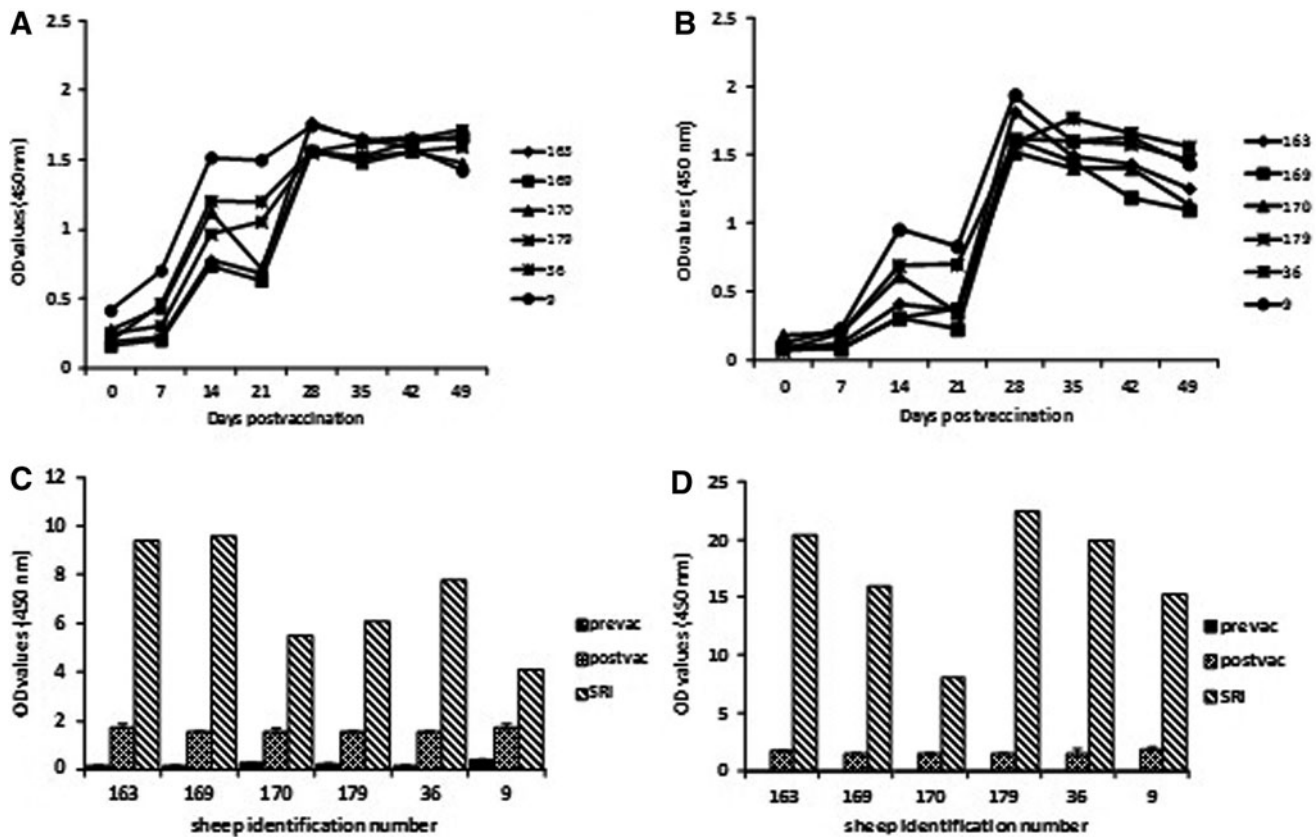 A
2.5
2
1.5
1
0.5
0
OD values (450 nm)
0 7 14 21 28 35 42 49
Days postvaccination
163
169
170
179
36
9
B
2.5
2
1.5
1
0.5
0
OD values (450 nm)
0 7 14 21 28 35 42 49
Days postvaccination
163
169
170
179
36
9
C
12
10
8
6
4
2
0
OD values (450 nm)
163 169 170 179 36 9
sheep identification number
prevac
postvac
SRI
D
25
20
15
10
5
0
OD values (450 nm)
163 169 170 179 36 9
sheep identification number
prevac
postvac
SRI